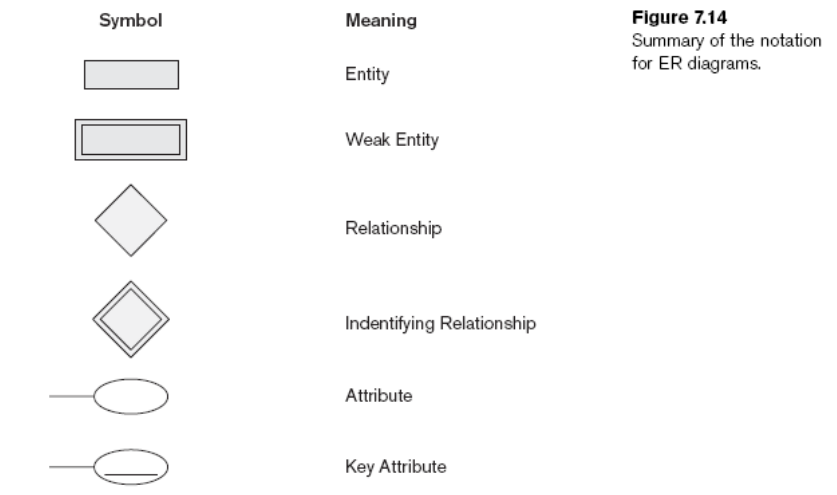 Symbol Meaning
Figure 7.14
Summary of the notation
for ER diagrams.
Entity
Weak Entity
Relationship
Indentifying Relationship
Attribute
Key Attribute